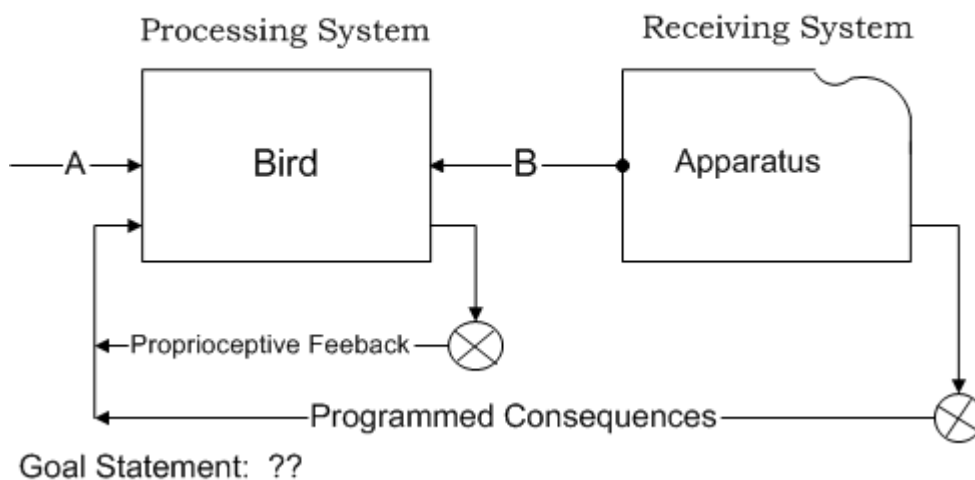 Processing System
Receiving System
A
Bird
B
Apparatus
Proprioceptive Feeback
Programmed Consequences
Goal Statement: ??